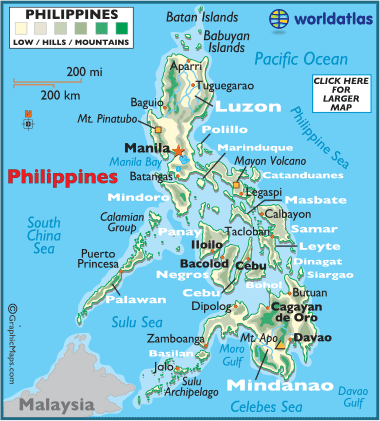 PHILIPPINES
LOW / HILLS / MOUNTAINS
Batan Islands
worldatlas
Babuyan
Islands
Pacific Ocean
200 mi
200 km
Aparri
Tuguegarao
CLICK HERE
FOR
LARGER
MAP
Baguio
Luzon
Mt. Pinatubo
Polillo
Philippine Sea
Manila
Marinduque
Manila Bay
Mayon Volcano
Philippines
Batangas
Catanduanes
Mindoro
Legaspi
Masbate
Calamian
Group
Calbayon
South
China
Sea
Panay
Tacloban
Samar
Iloilo
Leyte
Puerto
Princesa
Bacolod
Cebu
Dinagat
Negros
Siargao
Palawan
Cebu
Bohol
Butuan
Dipolog
Cagayan
de Oro
Sulu Sea
©GraphicMaps.com
Zamboanga
Mt. Apo
Davao
Basilan
Moro
Gulf
Jolo
Mindanao
Sulu
Archipelago
Davao
Gulf
Malaysia
Celebes Sea